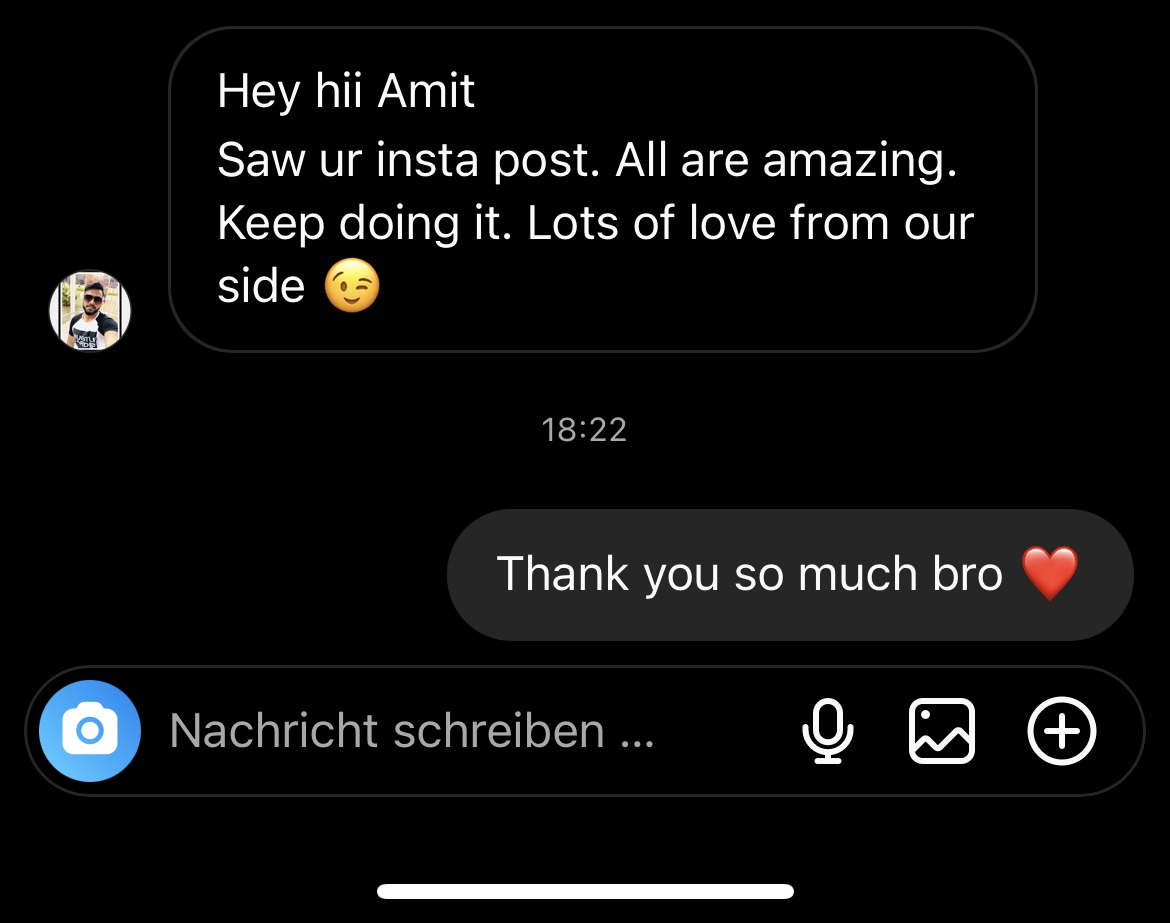 Hey hii Amit
Saw ur insta post. All are amazing.
Keep doing it. Lots of love from our
side 😉
18:22
Thank you so much bro ❤️
Nachricht schreiben ...